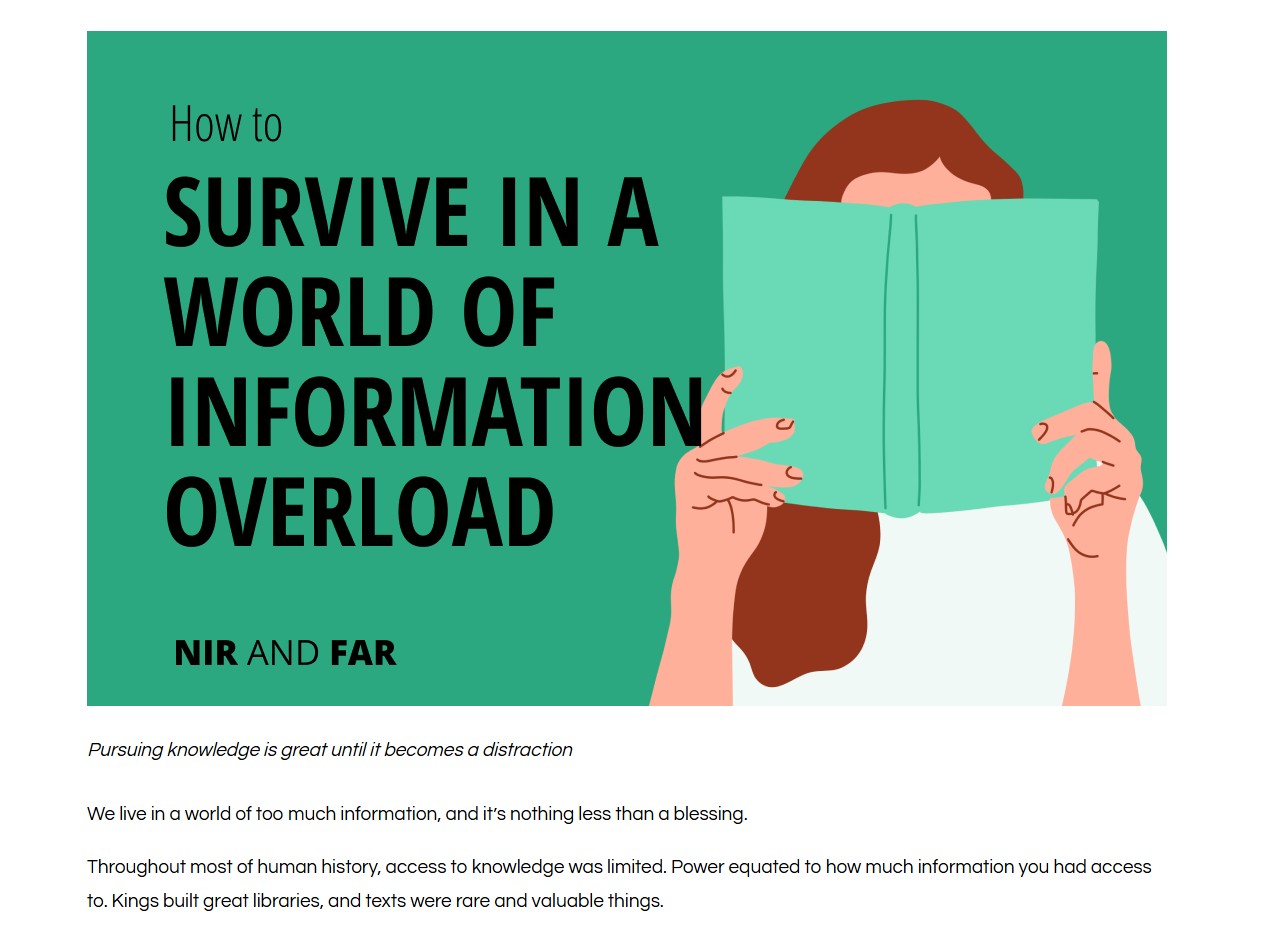 How to
SURVIVE IN A
WORLD OF
INFORMATION
OVERLOAD
NIR AND FAR
Pursuing knowledge is great until it becomes a distraction
We live in a world of too much information, and it’s nothing less than a blessing.
Throughout most of human history, access to knowledge was limited. Power equated to how much information you had access
to. Kings built great libraries, and texts were rare and valuable things.